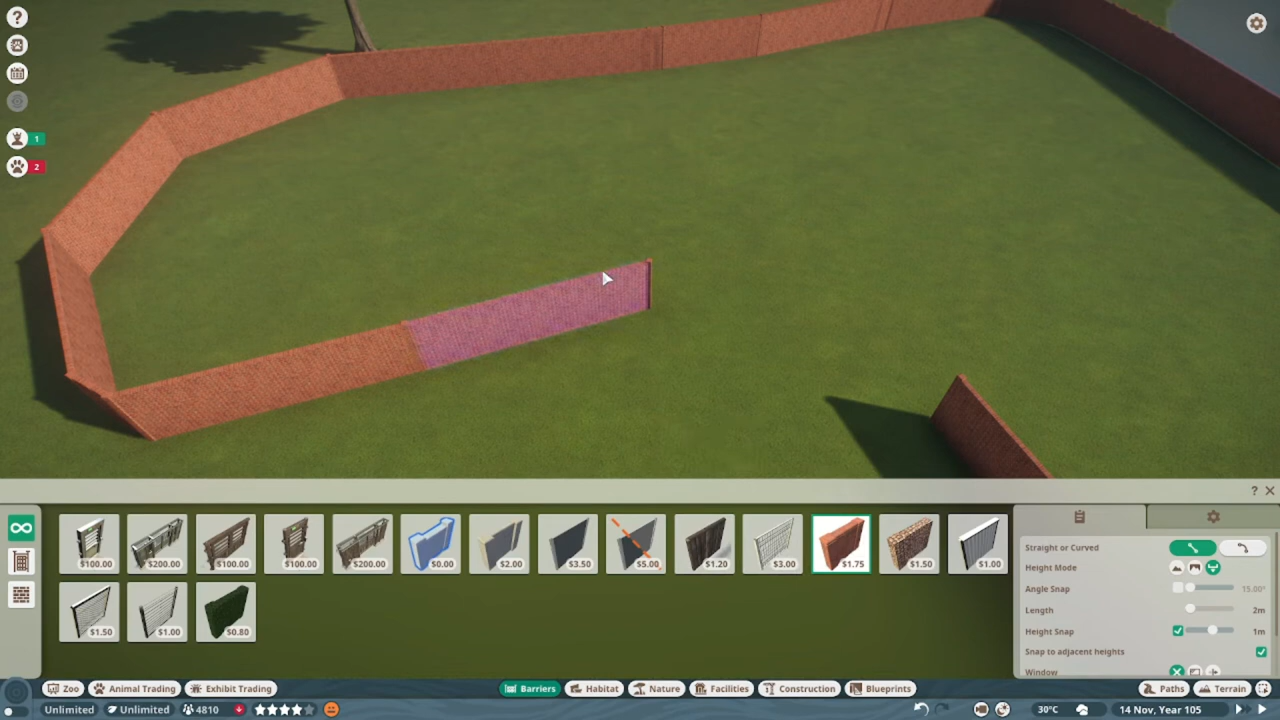 ?
1
2
? ×
$100.00 $200.00 $100.00 $100.00 $200.00 $0.00 $2.00 $3.50 $5.00 $1.20 $3.00 $1.75 $1.50 $1.00
$1.50 $1.00 $0.80
Straight or Curved
Height Mode
Angle Snap 15.00°
Length 2m
Height Snap 1m
Snap to adjacent heights
Window
Zoo Animal Trading Exhibit Trading Barriers Habitat Nature Facilities Construction Blueprints Paths Terrain
Unlimited Unlimited 4810 30°C 14 Nov, Year 105